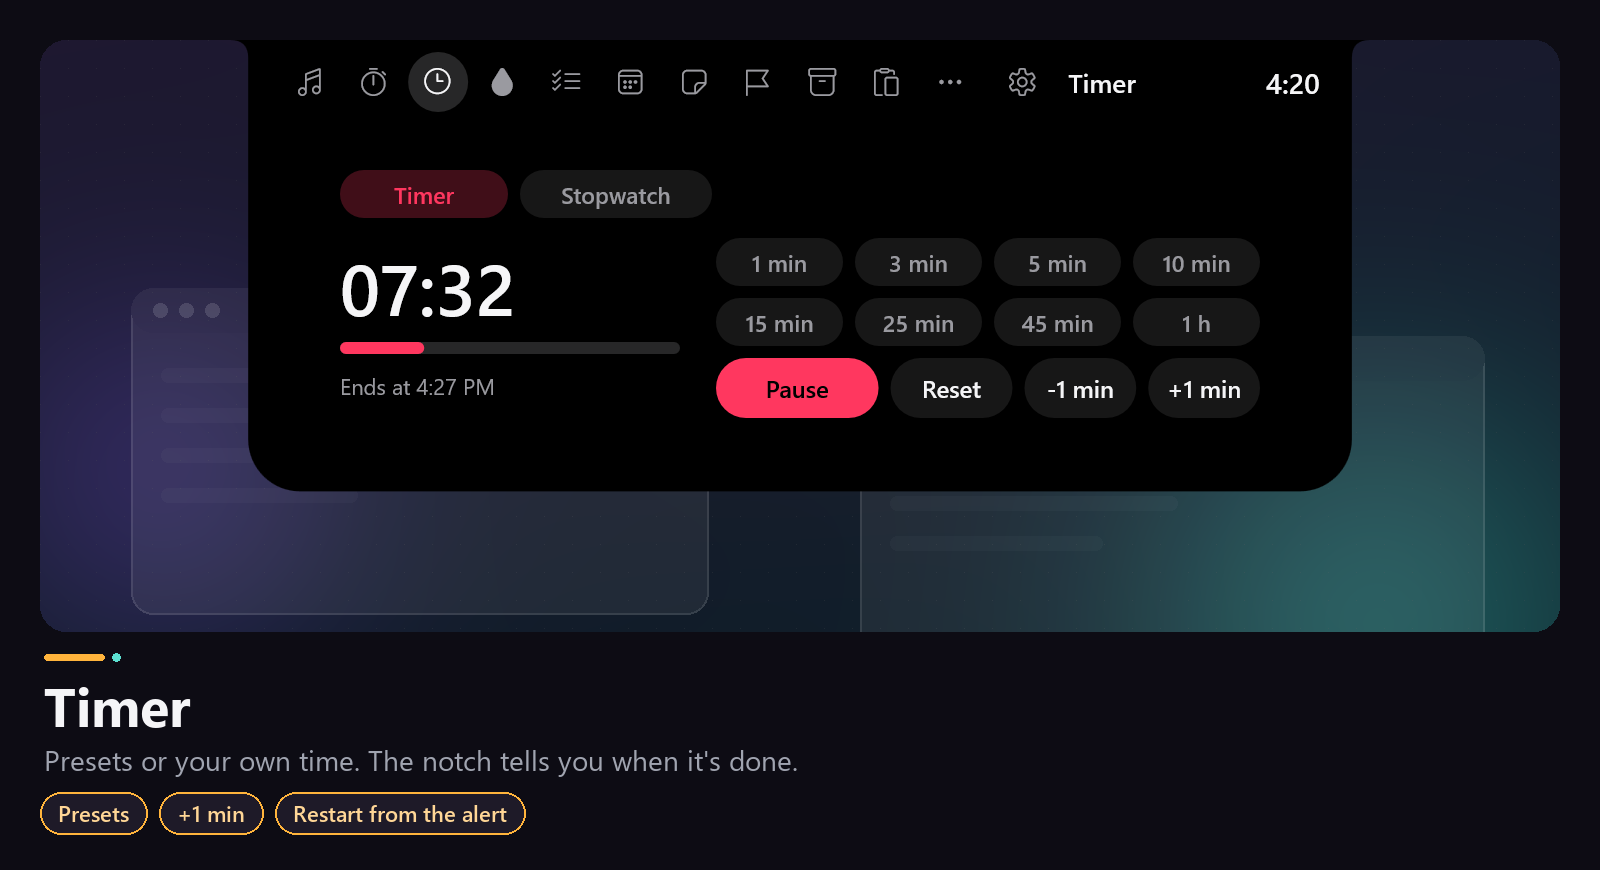 Timer 4:20
Timer Stopwatch
07:32
Ends at 4:27 PM
1 min 3 min 5 min 10 min
15 min 25 min 45 min 1 h
Pause Reset -1 min +1 min
Timer
Presets or your own time. The notch tells you when it's done.
Presets +1 min Restart from the alert